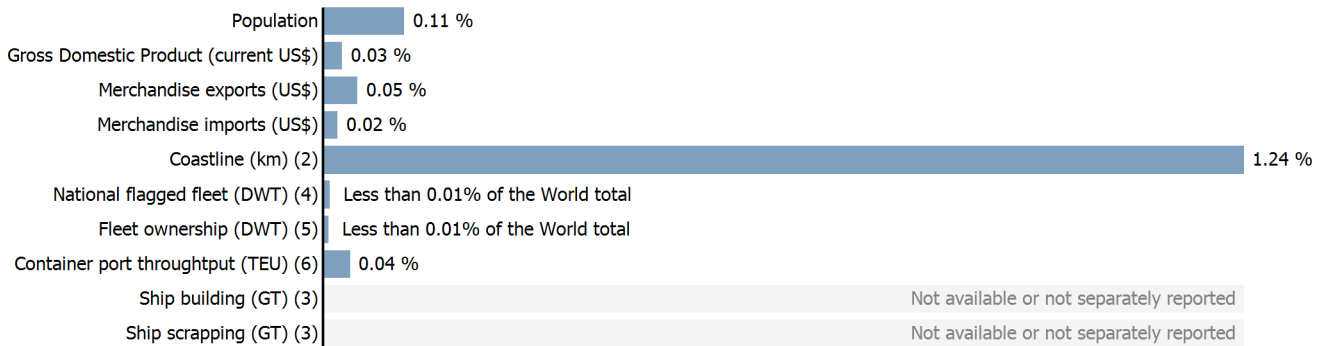 Population 0.11 %
Gross Domestic Product (current US$) 0.03 %
Merchandise exports (US$) 0.05 %
Merchandise imports (US$) 0.02 %
Coastline (km) (2) 1.24 %
National flagged fleet (DWT) (4) Less than 0.01% of the World total
Fleet ownership (DWT) (5) Less than 0.01% of the World total
Container port throughtput (TEU) (6) 0.04 %
Ship building (GT) (3) Not available or not separately reported
Ship scrapping (GT) (3) Not available or not separately reported